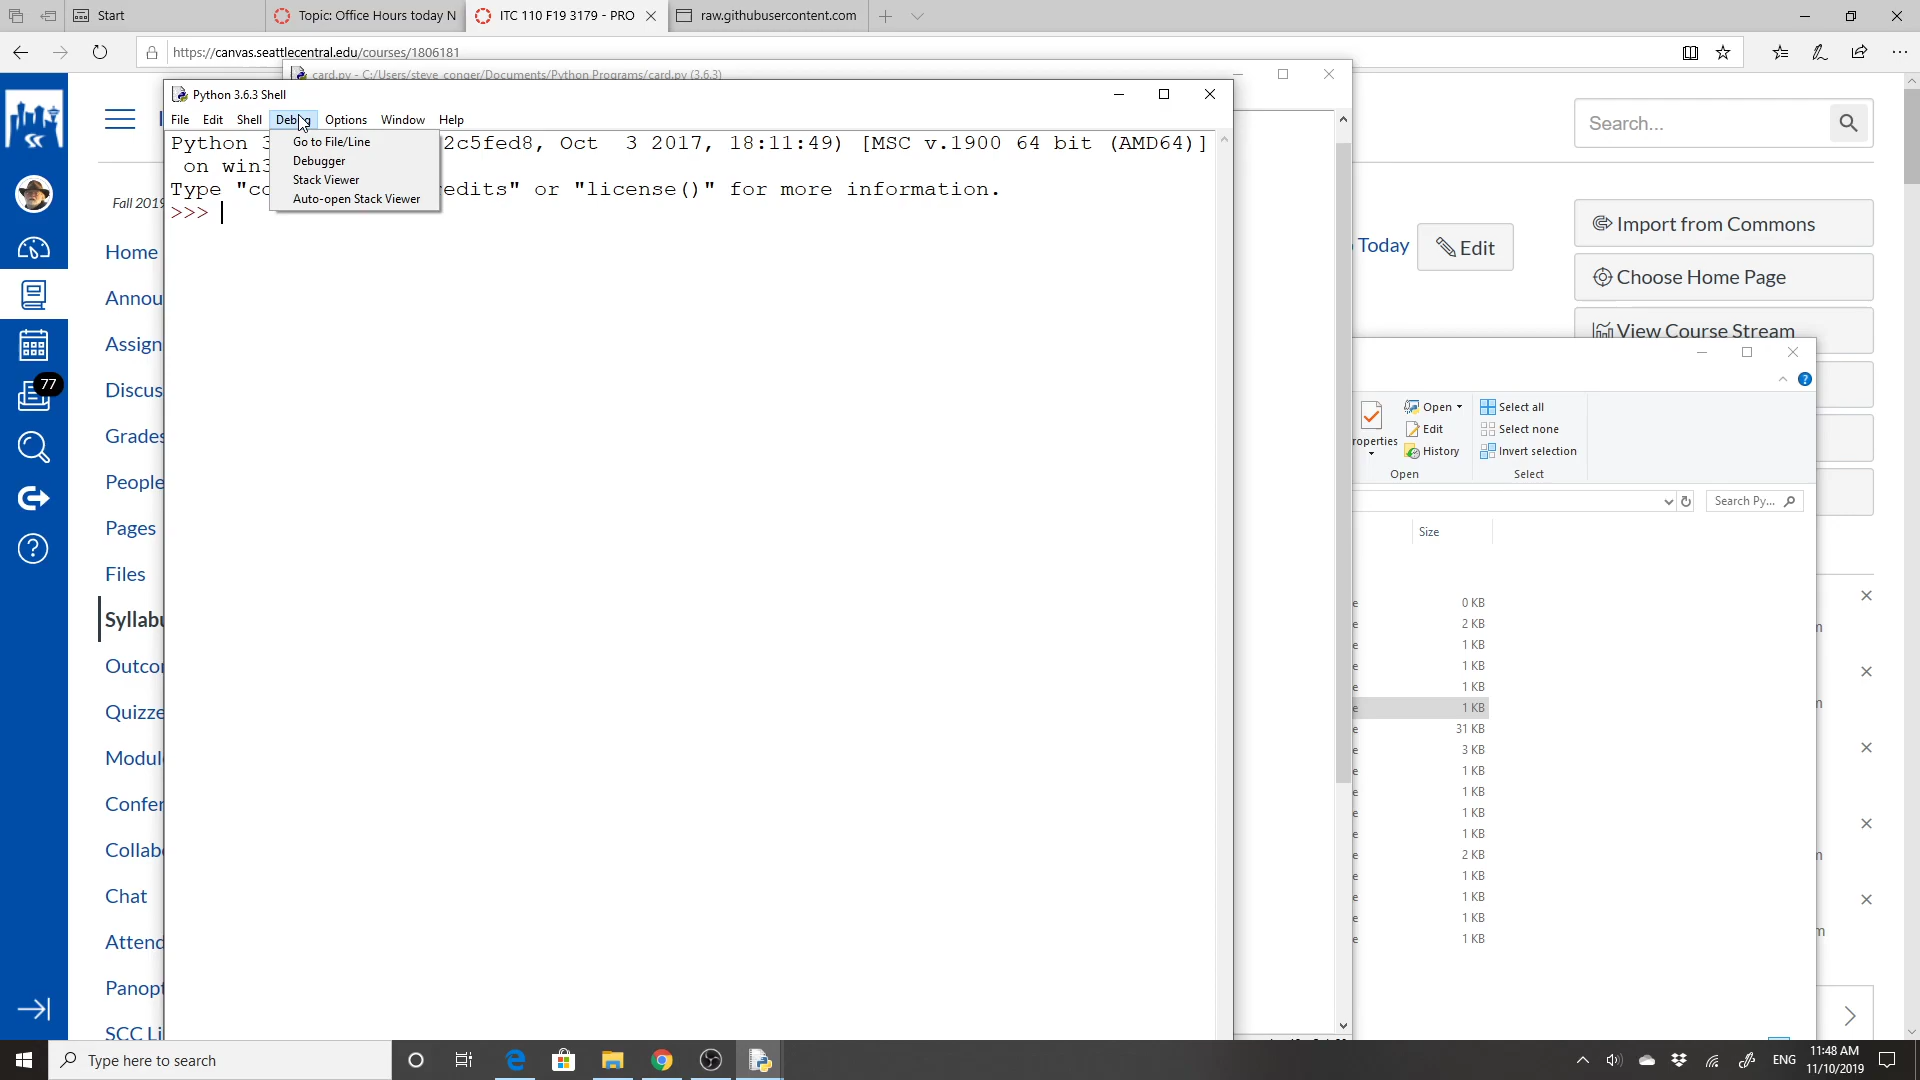 Start
Topic: Office Hours today N
ITC 110 F19 3179 - PRO
raw.githubusercontent.com
https://canvas.seattlecentral.edu/courses/1806181
card.py - C:/Users/steve_conger/Documents/Python Programs/card.py (3.6.3)
Python 3.6.3 Shell
File Edit Shell Debug Options Window Help
Go to File/Line
Debugger
Stack Viewer
Auto-open Stack Viewer
Python 3 2c5fed8, Oct  3 2017, 18:11:49) [MSC v.1900 64 bit (AMD64)]
on win3
Type "co redits" or "license()" for more information.
>>>
Fall 2019
Home
Annou
Assign
Discus
Grades
People
Pages
Files
Syllabu
Outcor
Quizze
Modul
Confer
Collab
Chat
Attend
Panopt
SCC Li
77
Search...
Today
Edit
Import from Commons
Choose Home Page
View Course Stream
roperties
Open
Edit
History
Open
Select all
Select none
Invert selection
Select
Search Py...
Size
e 0 KB
e 2 KB
e 1 KB
e 1 KB
e 1 KB
e 1 KB
e 31 KB
e 3 KB
e 1 KB
e 1 KB
e 1 KB
e 1 KB
e 2 KB
e 1 KB
e 1 KB
e 1 KB
e 1 KB
Type here to search
ENG
11:48 AM
11/10/2019